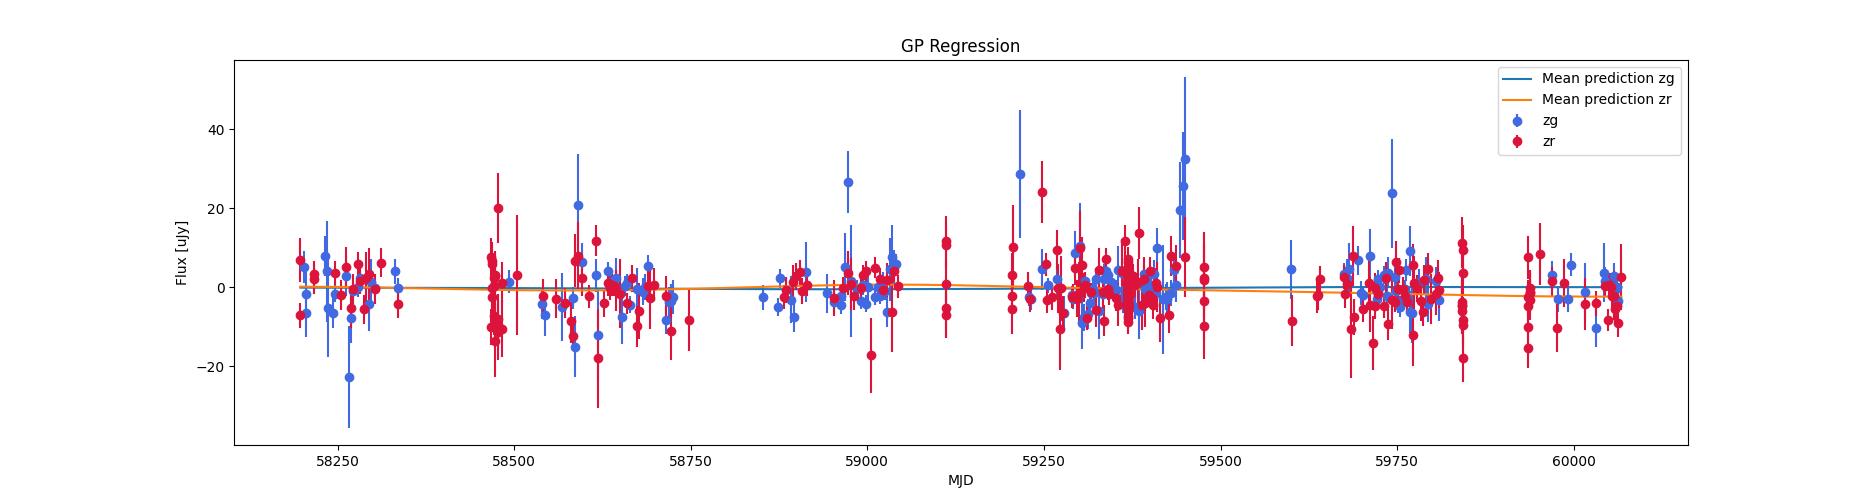 GP Regression
Flux [uJy]
40
20
0
−20
58250
58500
58750
59000
59250
59500
59750
60000
MJD
Mean prediction zg
Mean prediction zr
zg
zr